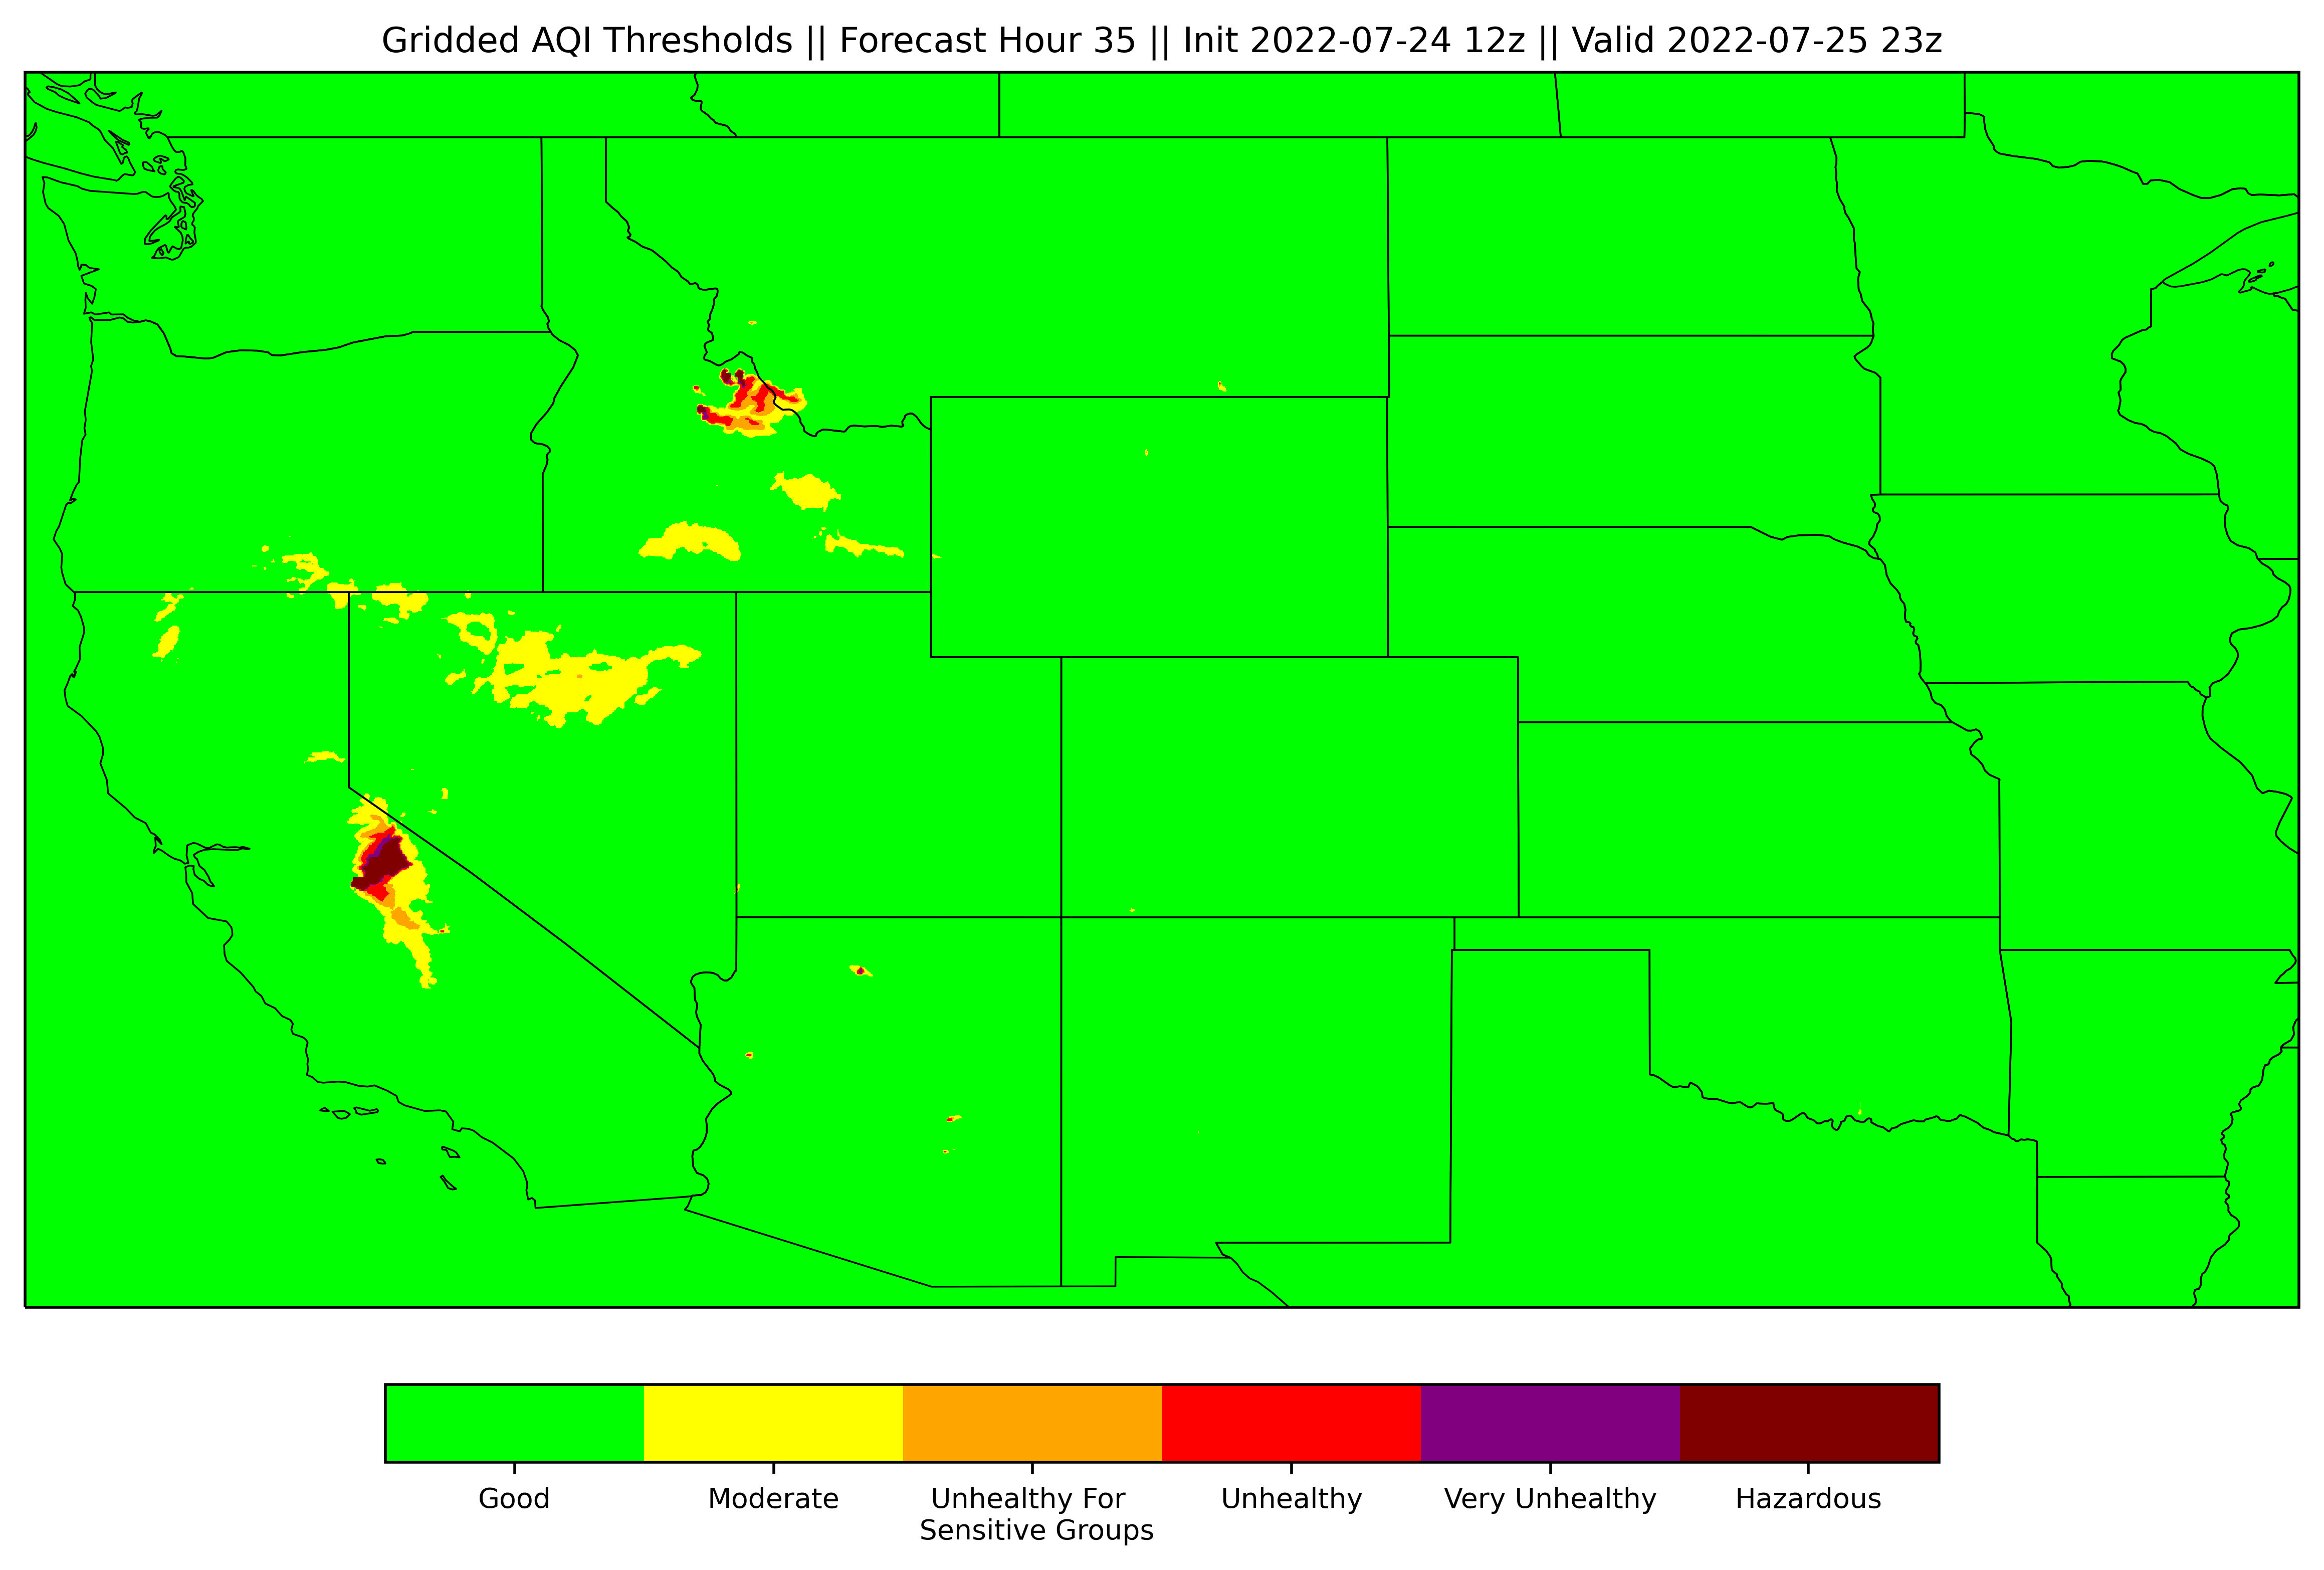 Gridded AQI Thresholds || Forecast Hour 35 || Init 2022-07-24 12z || Valid 2022-07-25 23z
Good
Moderate
Unhealthy For
Sensitive Groups
Unhealthy
Very Unhealthy
Hazardous